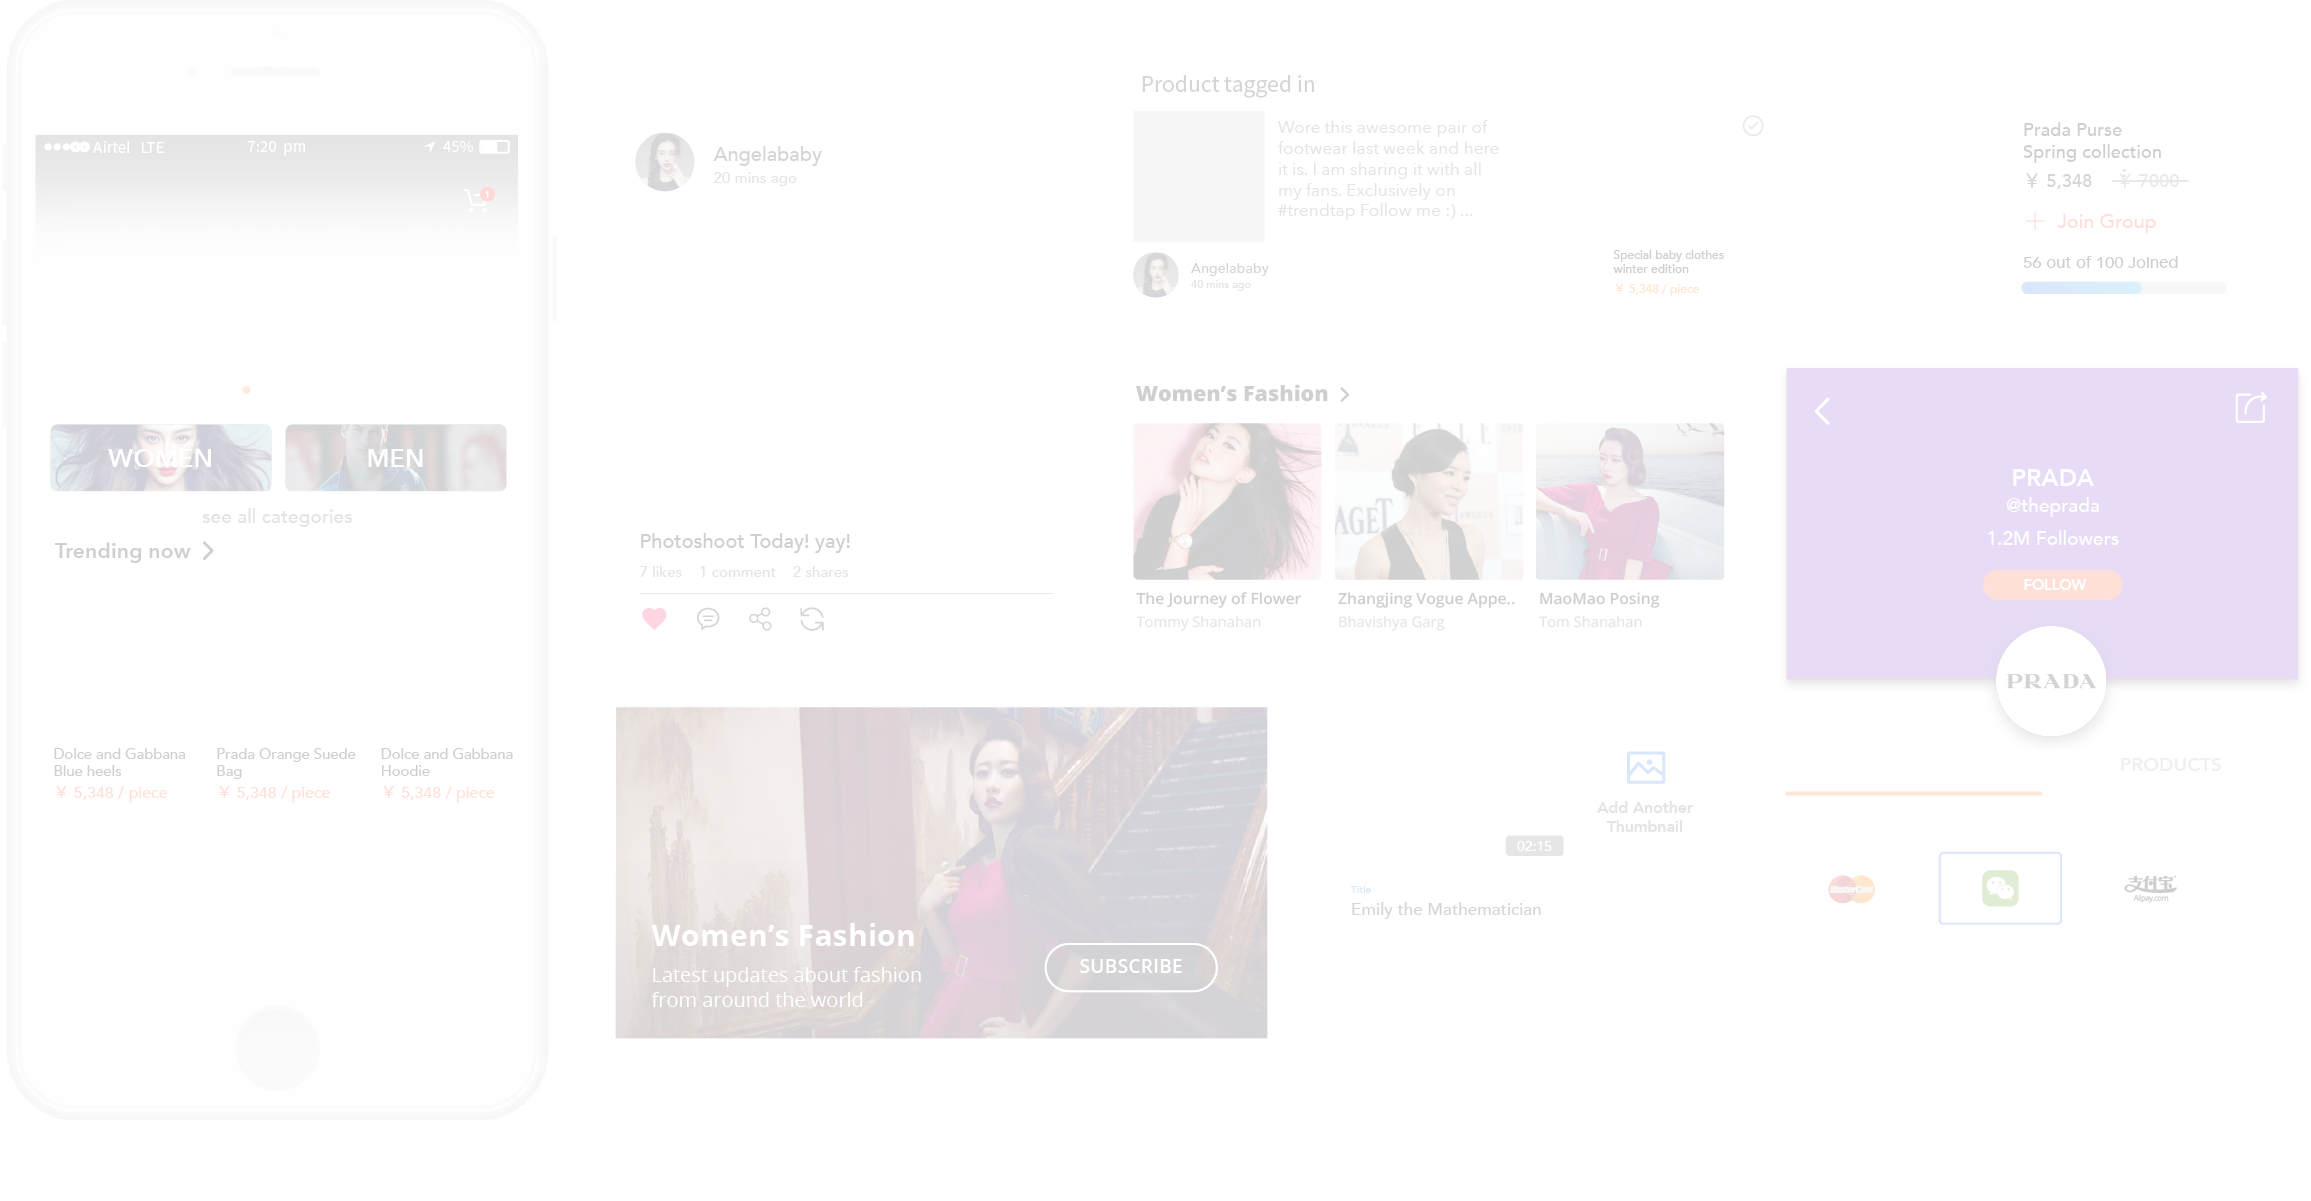 Airtel LTE 7:20 pm 45%
1
WOMEN
MEN
see all categories
Trending now
Dolce and Gabbana
Blue heels
¥ 5,348 / piece
Prada Orange Suede
Bag
¥ 5,348 / piece
Dolce and Gabbana
Hoodie
¥ 5,348 / piece
Angelababy
20 mins ago
Photoshoot Today! yay!
7 likes 1 comment 2 shares
Product tagged in
Wore this awesome pair of
footwear last week and here
it is. I am sharing it with all
my fans. Exclusively on
#trendtap Follow me :) ...
Angelababy
40 mins ago
Special baby clothes
winter edition
¥ 5,348 / piece
Prada Purse
Spring collection
¥ 5,348 ¥ 7000
Join Group
56 out of 100 Joined
Women’s Fashion
ELLE
AGET
The Journey of Flower
Tommy Shanahan
Zhangjing Vogue Appe..
Bhavishya Garg
MaoMao Posing
Tom Shanahan
PRADA
@theprada
1.2M Followers
FOLLOW
PRADA
PRODUCTS
Women’s Fashion
Latest updates about fashion
from around the world
SUBSCRIBE
Add Another
Thumbnail
02:15
Title
Emily the Mathematician
MasterCard
支付宝
Alipay.com